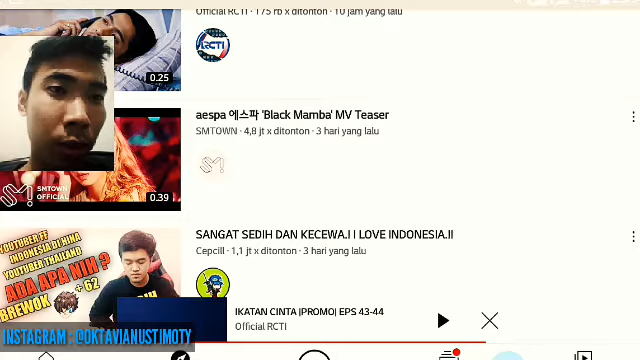 Official RCTI · 175 rb x ditonton · 10 jam yang lalu
RCTI
0.25
aespa 에스파 'Black Mamba' MV Teaser
SMTOWN · 4,8 jt x ditonton · 3 hari yang lalu
SMTOWN
OFFICIAL
0.39
SANGAT SEDIH DAN KECEWA.I I LOVE INDONESIA.II
Cepcill · 1,1 jt x ditonton · 3 hari yang lalu
YOUTUBER FF
INDONESIA DI HINA
YOUTUBER THAILAND
ADA APA NIH ?
BREWOK
+ 62
IKATAN CINTA |PROMO| EPS 43-44
Official RCTI
INSTAGRAM : @OKTAVIANUSTIMOTY